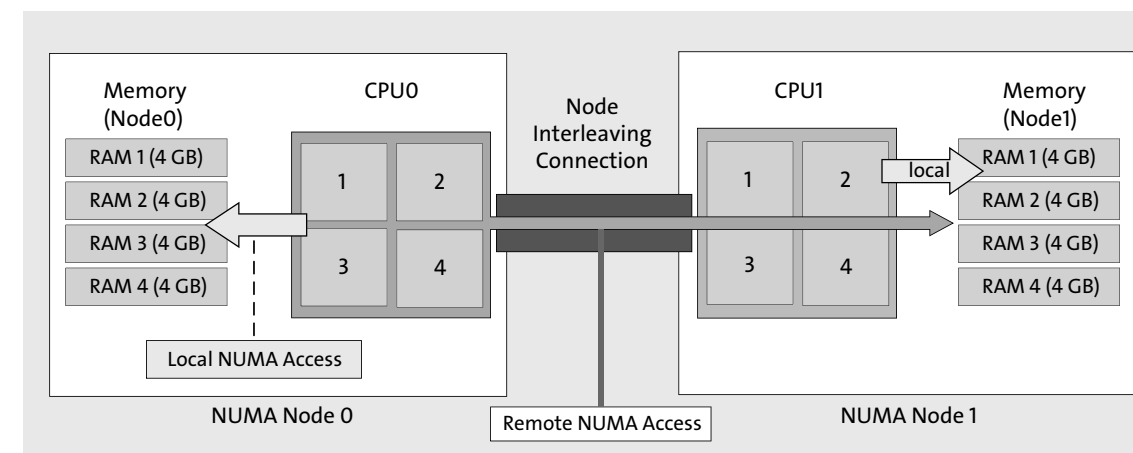 Memory
(Node0)
RAM 1 (4 GB)
RAM 2 (4 GB)
RAM 3 (4 GB)
RAM 4 (4 GB)
CPU0
1
2
3
4
Local NUMA Access
NUMA Node 0
Node
Interleaving
Connection
Remote NUMA Access
CPU1
1
2
3
4
local
Memory
(Node1)
RAM 1 (4 GB)
RAM 2 (4 GB)
RAM 3 (4 GB)
RAM 4 (4 GB)
NUMA Node 1